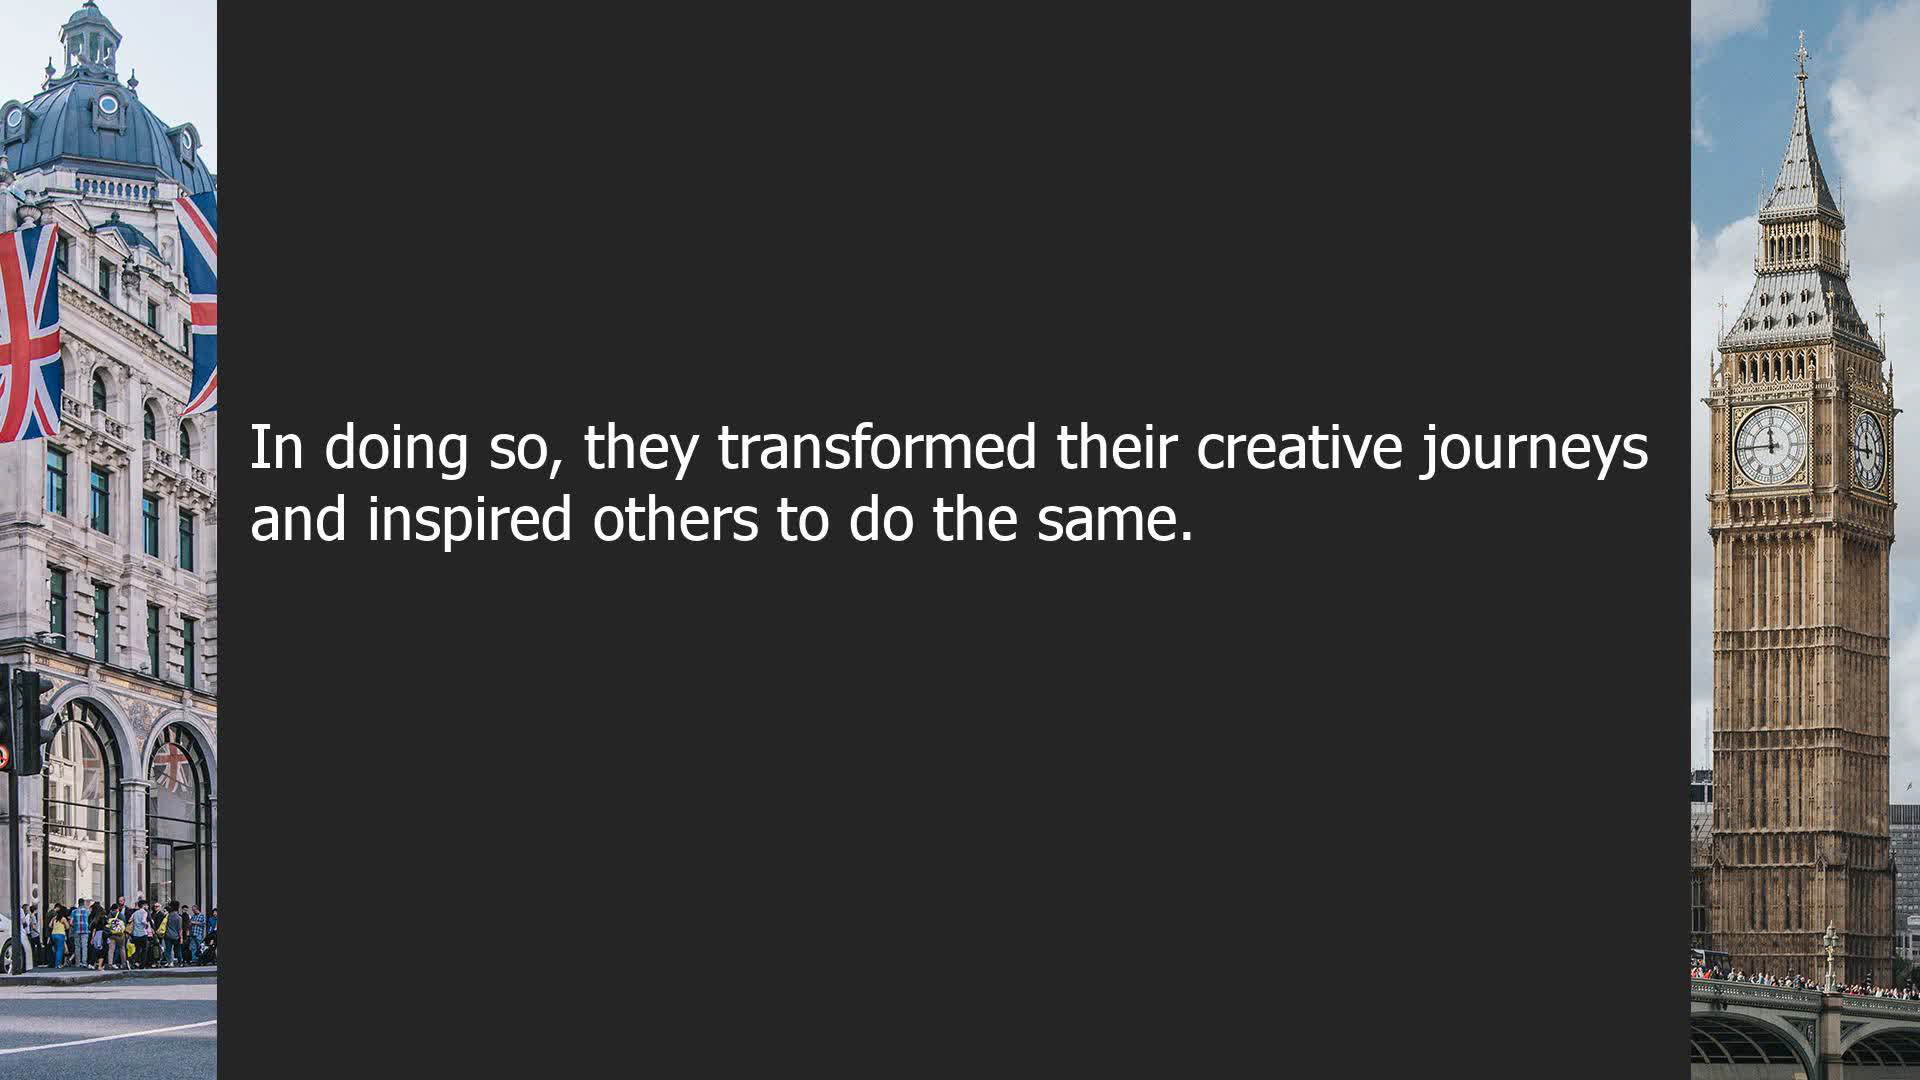 In doing so, they transformed their creative journeys
and inspired others to do the same.